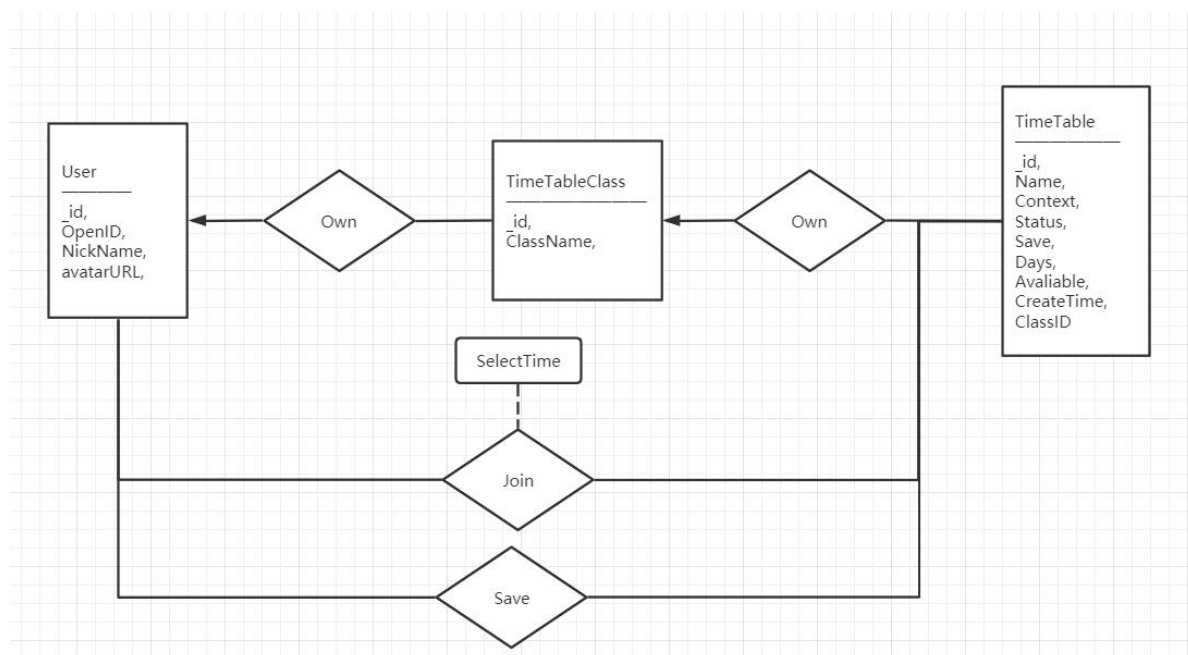 User
_id,
OpenID,
NickName,
avatarURL,
Own
TimeTableClass
_id,
ClassName,
Own
TimeTable
_id,
Name,
Context,
Status,
Save,
Days,
Avaliable,
CreateTime,
ClassID
SelectTime
Join
Save